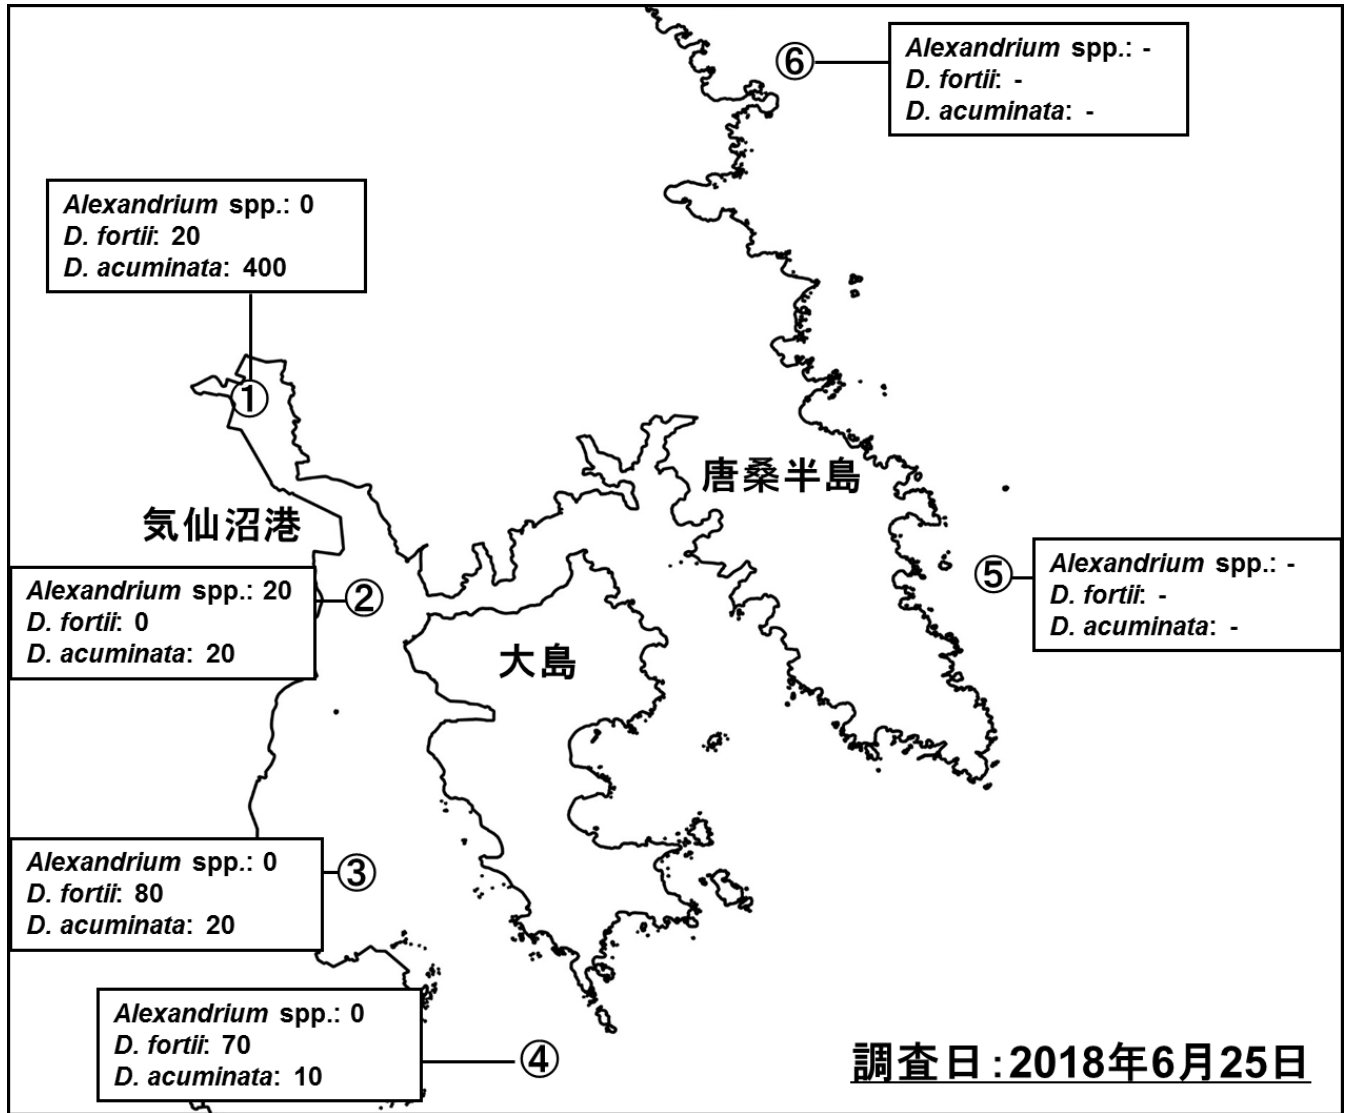 ⑥
Alexandrium spp.: -
D. fortii: -
D. acuminata: -
Alexandrium spp.: 0
D. fortii: 20
D. acuminata: 400
①
唐桑半島
気仙沼港
Alexandrium spp.: 20
D. fortii: 0
D. acuminata: 20
②
⑤
Alexandrium spp.: -
D. fortii: -
D. acuminata: -
大島
Alexandrium spp.: 0
D. fortii: 80
D. acuminata: 20
③
Alexandrium spp.: 0
D. fortii: 70
D. acuminata: 10
④
調査日:2018年6月25日